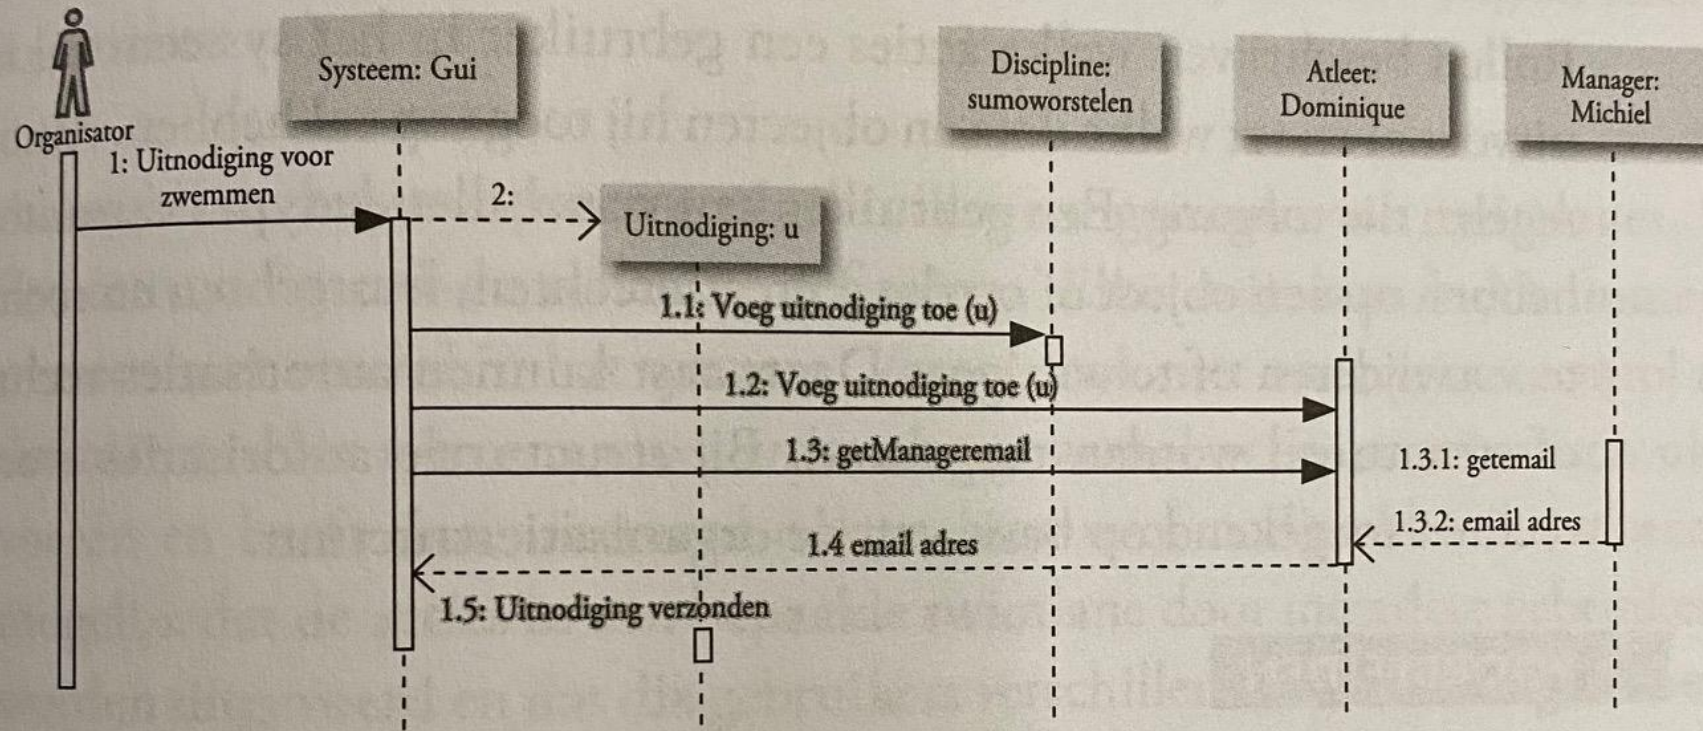 Organisator
Systeem: Gui
Discipline:
sumoworstelen
Atleet:
Dominique
Manager:
Michiel
1: Uitnodiging voor
zwemmen
2:
Uitnodiging: u
1.1: Voeg uitnodiging toe (u)
1.2: Voeg uitnodiging toe (u)
1.3: getManageremail
1.3.1: getemail
1.3.2: email adres
1.4 email adres
1.5: Uitnodiging verzonden